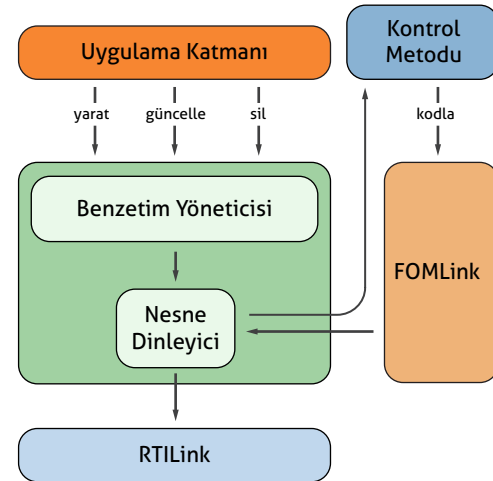 Uygulama Katmanı
Kontrol
Metodu
yarat
güncelle
sil
kodla
Benzetim Yöneticisi
FOMLink
Nesne
Dinleyici
RTILink